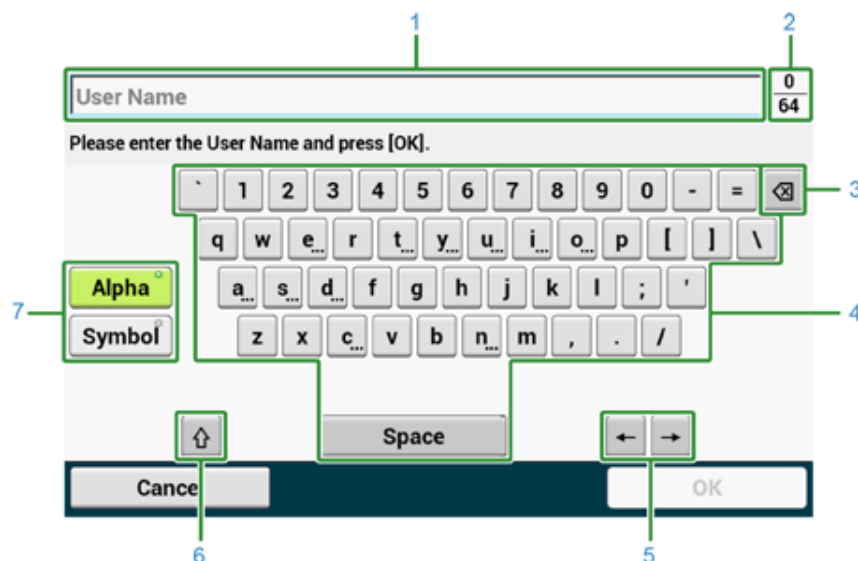 1 2
User Name 0
64
Please enter the User Name and press [OK].
` 1 2 3 4 5 6 7 8 9 0 - = 3
q w e... r t... y... u... i... o... p [ ] \
Alpha a... s... d... f g h j k l ; '
7 4
Symbol z x c... v b n... m , . /
Space ← →
Cancel OK
6 5